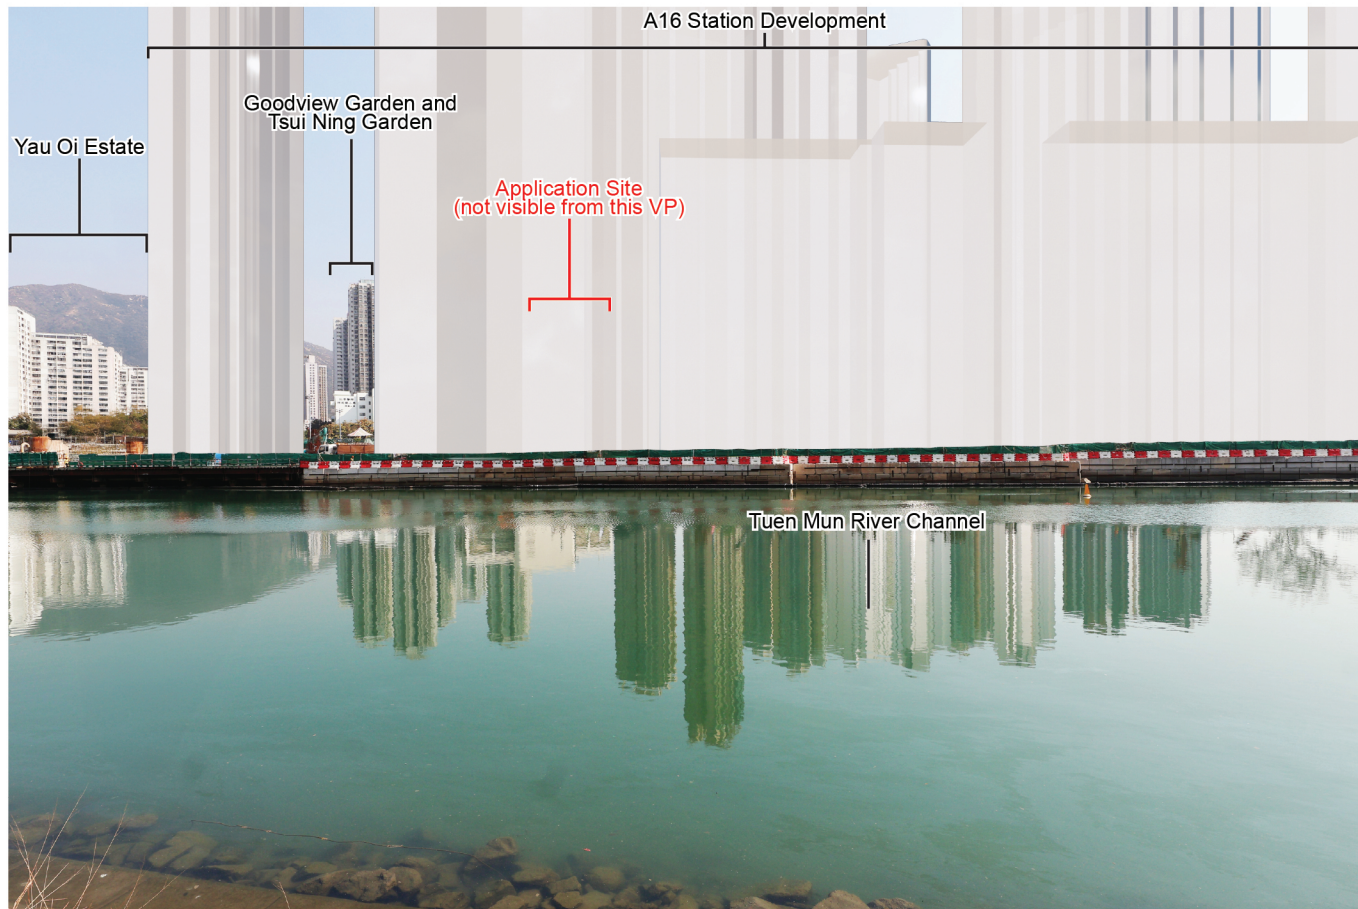 A16 Station Development
Goodview Garden and
Tsui Ning Garden
Yau Oi Estate
Application Site
(not visible from this VP)
Tuen Mun River Channel